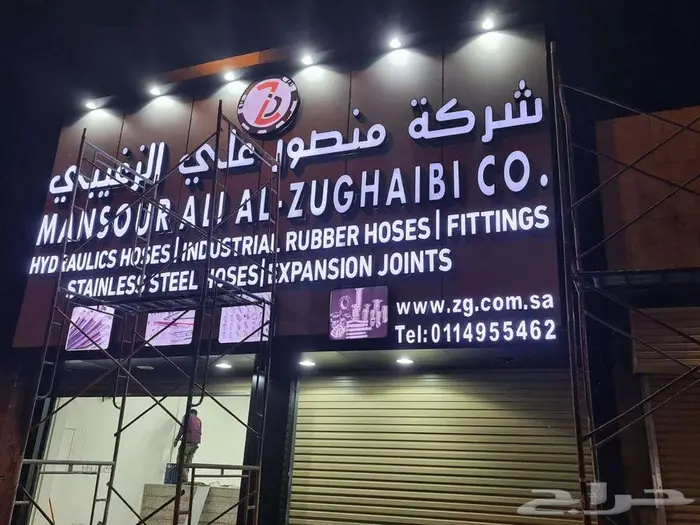 شركة منصور علي الزغيبي
MANSOUR ALI AL-ZUGHAIBI CO.
HYDRAULICS HOSES | INDUSTRIAL RUBBER HOSES | FITTINGS
STAINLESS STEEL HOSES | EXPANSION JOINTS
www.zg.com.sa
Tel:0114955462
حراج